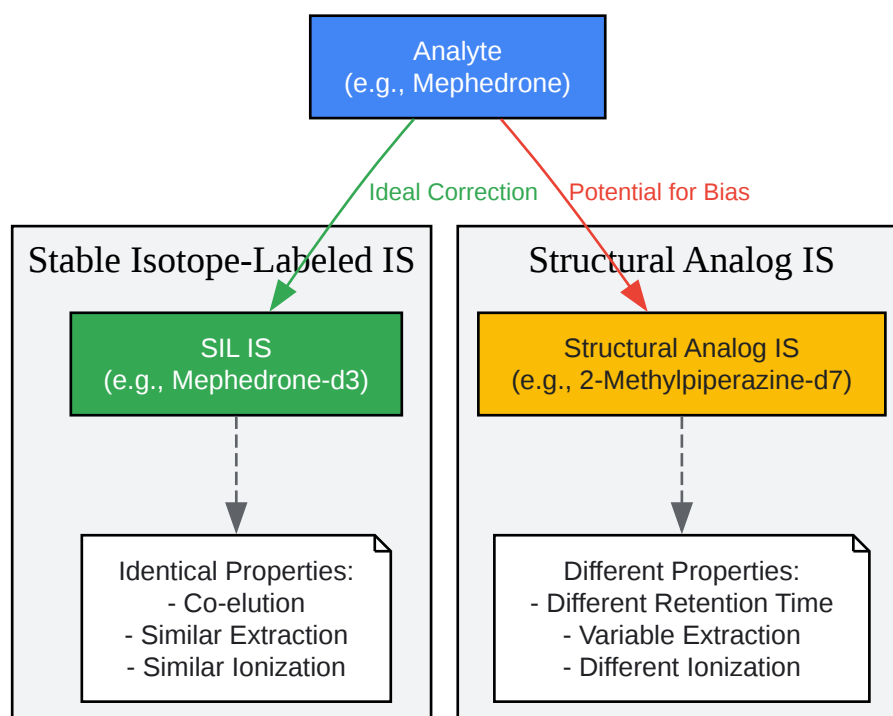 Analyte
(e.g., Mephedrone)
Ideal Correction
Potential for Bias
Stable Isotope-Labeled IS
SIL IS
(e.g., Mephedrone-d3)
Identical Properties:
- Co-elution
- Similar Extraction
- Similar Ionization
Structural Analog IS
Structural Analog IS
(e.g., 2-Methylpiperazine-d7)
Different Properties:
- Different Retention Time
- Variable Extraction
- Different Ionization